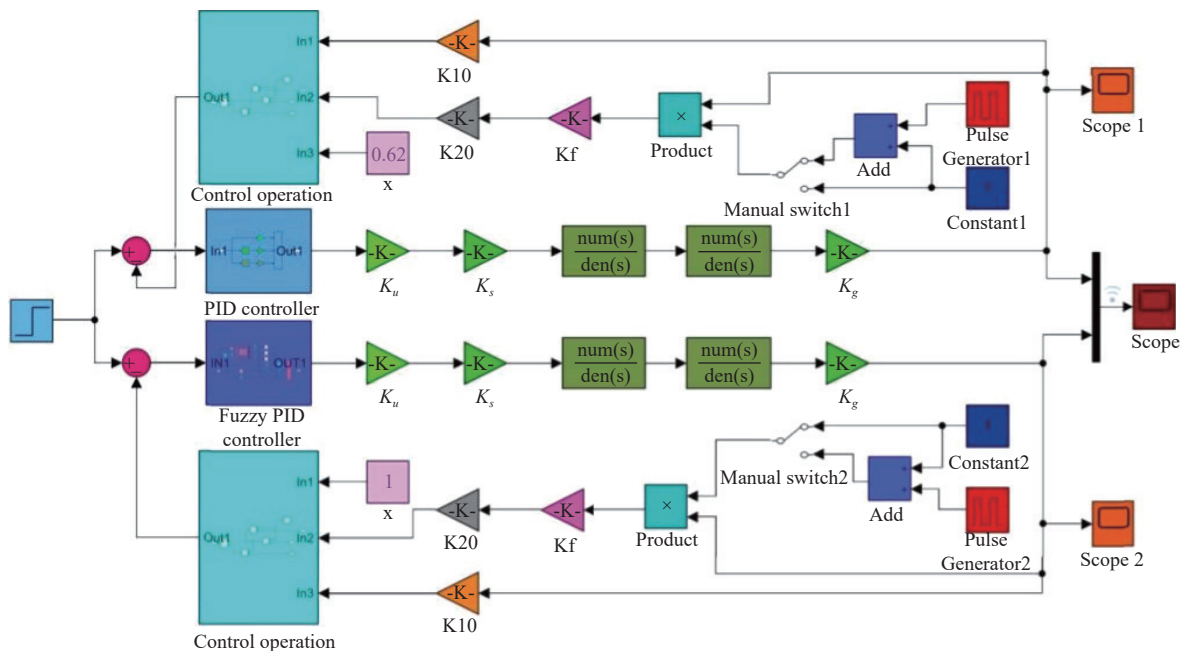 In1
-K-
K10
Scope 1
Out1
In2
-K-
K20
-K-
Kf
×
Product
Add
Pulse
Generator1
In3
0.62
x
Control operation
Manual switch1
Constant1
In1
Out1
PID controller
-K-
Ku
-K-
Ks
num(s)
den(s)
num(s)
den(s)
-K-
Kg
Scope
IN1
OUT1
Fuzzy PID
controller
-K-
Ku
-K-
Ks
num(s)
den(s)
num(s)
den(s)
-K-
Kg
Constant2
Manual switch2
Add
Pulse
Generator2
In1
1
x
Out1
In2
-K-
K20
-K-
Kf
×
Product
Scope 2
In3
-K-
K10
Control operation